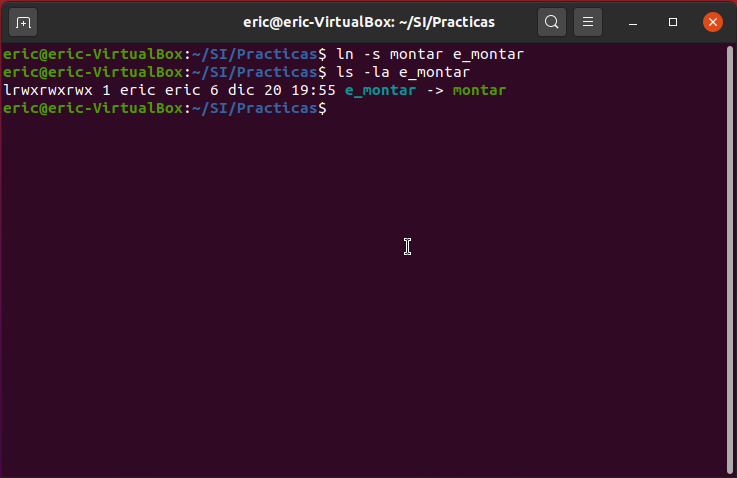 eric@eric-VirtualBox: ~/SI/Practicas
eric@eric-VirtualBox:~/SI/Practicas$ ln -s montar e_montar
eric@eric-VirtualBox:~/SI/Practicas$ ls -la e_montar
lrwxrwxrwx 1 eric eric 6 dic 20 19:55 e_montar -> montar
eric@eric-VirtualBox:~/SI/Practicas$